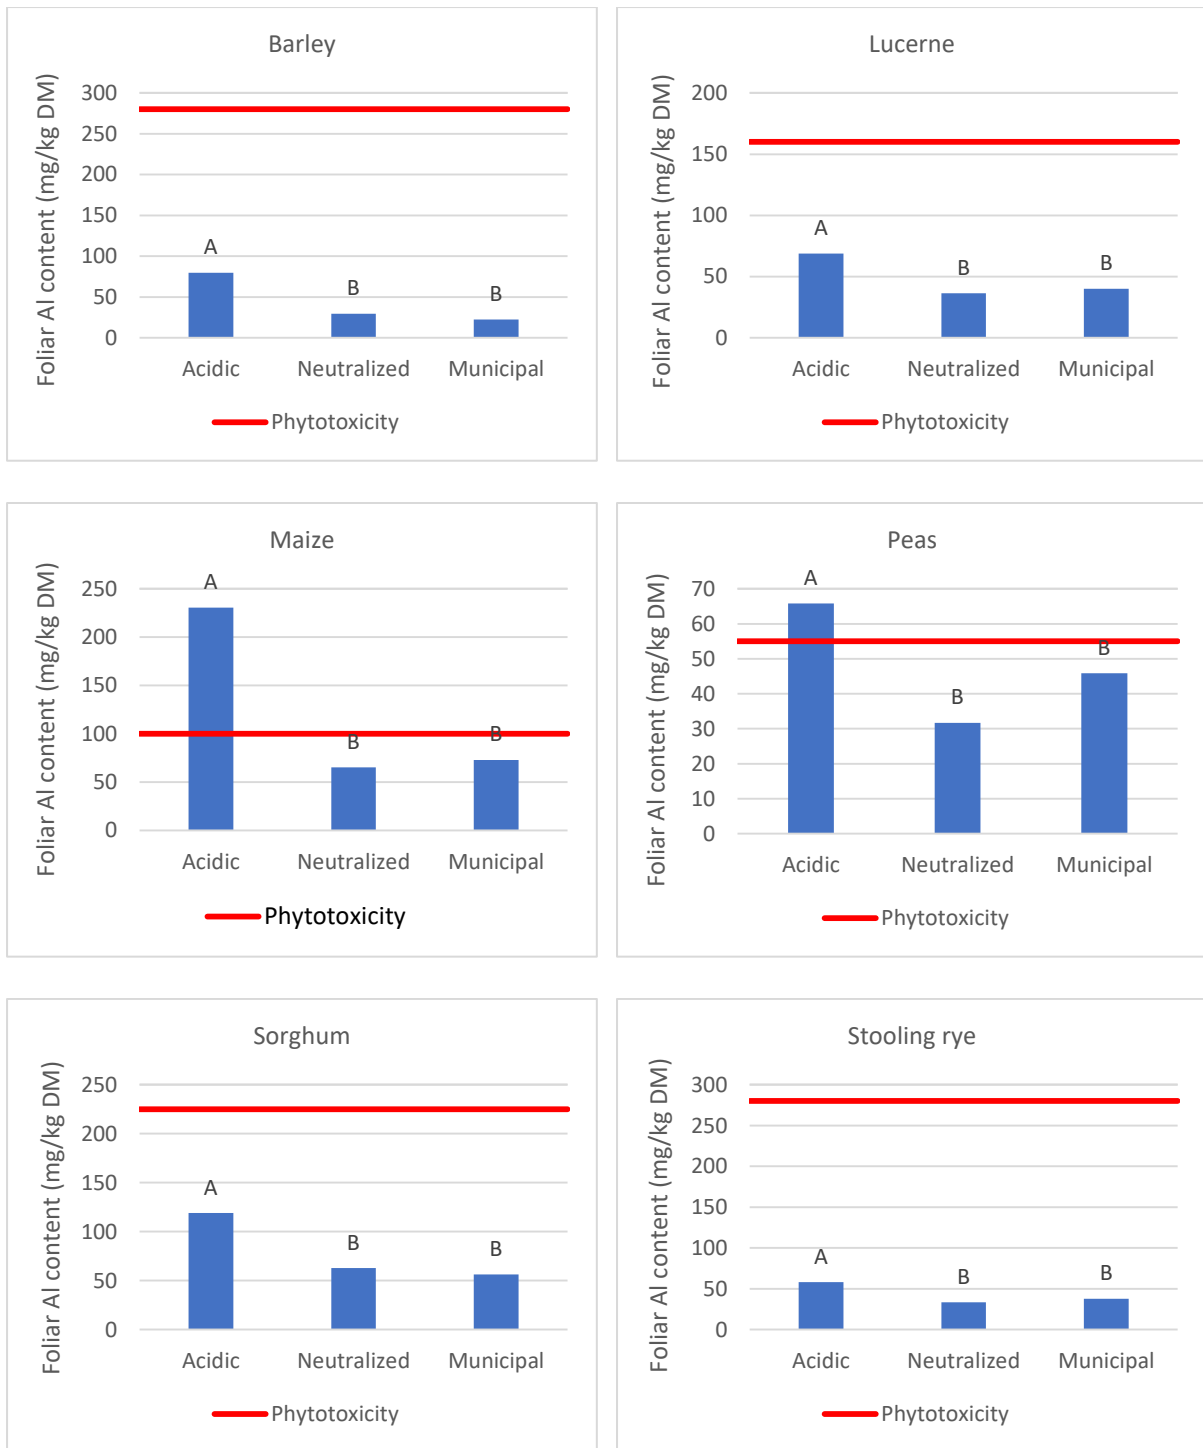 Barley
Foliar Al content (mg/kg DM)
300
250
200
150
100
50
0
A
B
B
Acidic Neutralized Municipal
Phytotoxicity
Lucerne
Foliar Al content (mg/kg DM)
200
150
100
50
0
A
B
B
Acidic Neutralized Municipal
Phytotoxicity
Maize
Foliar Al content (mg/kg DM)
250
200
150
100
50
0
A
B
B
Acidic Neutralized Municipal
Phytotoxicity
Peas
Foliar Al content (mg/kg DM)
70
60
50
40
30
20
10
0
A
B
B
Acidic Neutralized Municipal
Phytotoxicity
Sorghum
Foliar Al content (mg/kg DM)
250
200
150
100
50
0
A
B
B
Acidic Neutralized Municipal
Phytotoxicity
Stooling rye
Foliar Al content (mg/kg DM)
300
250
200
150
100
50
0
A
B
B
Acidic Neutralized Municipal
Phytotoxicity